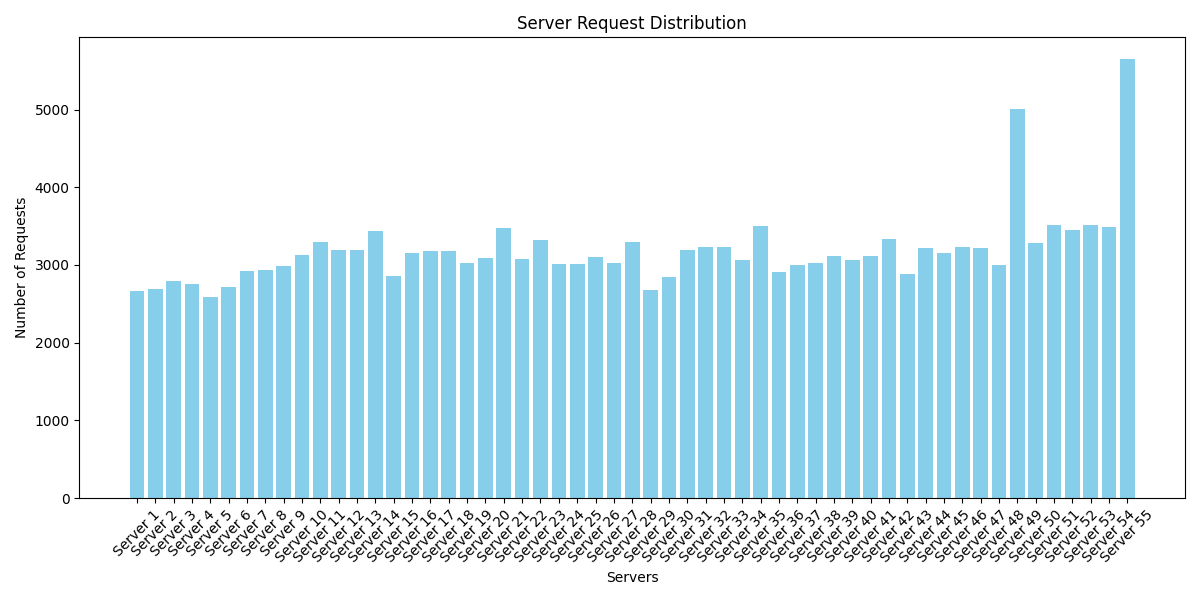 Server Request Distribution
Number of Requests
5000
4000
3000
2000
1000
0
Server 1
Server 2
Server 3
Server 4
Server 5
Server 6
Server 7
Server 8
Server 9
Server 10
Server 11
Server 12
Server 13
Server 14
Server 15
Server 16
Server 17
Server 18
Server 19
Server 20
Server 21
Server 22
Server 23
Server 24
Server 25
Server 26
Server 27
Server 28
Server 29
Server 30
Server 31
Server 32
Server 33
Server 34
Server 35
Server 36
Server 37
Server 38
Server 39
Server 40
Server 41
Server 42
Server 43
Server 44
Server 45
Server 46
Server 47
Server 48
Server 49
Server 50
Server 51
Server 52
Server 53
Server 54
Server 55
Servers